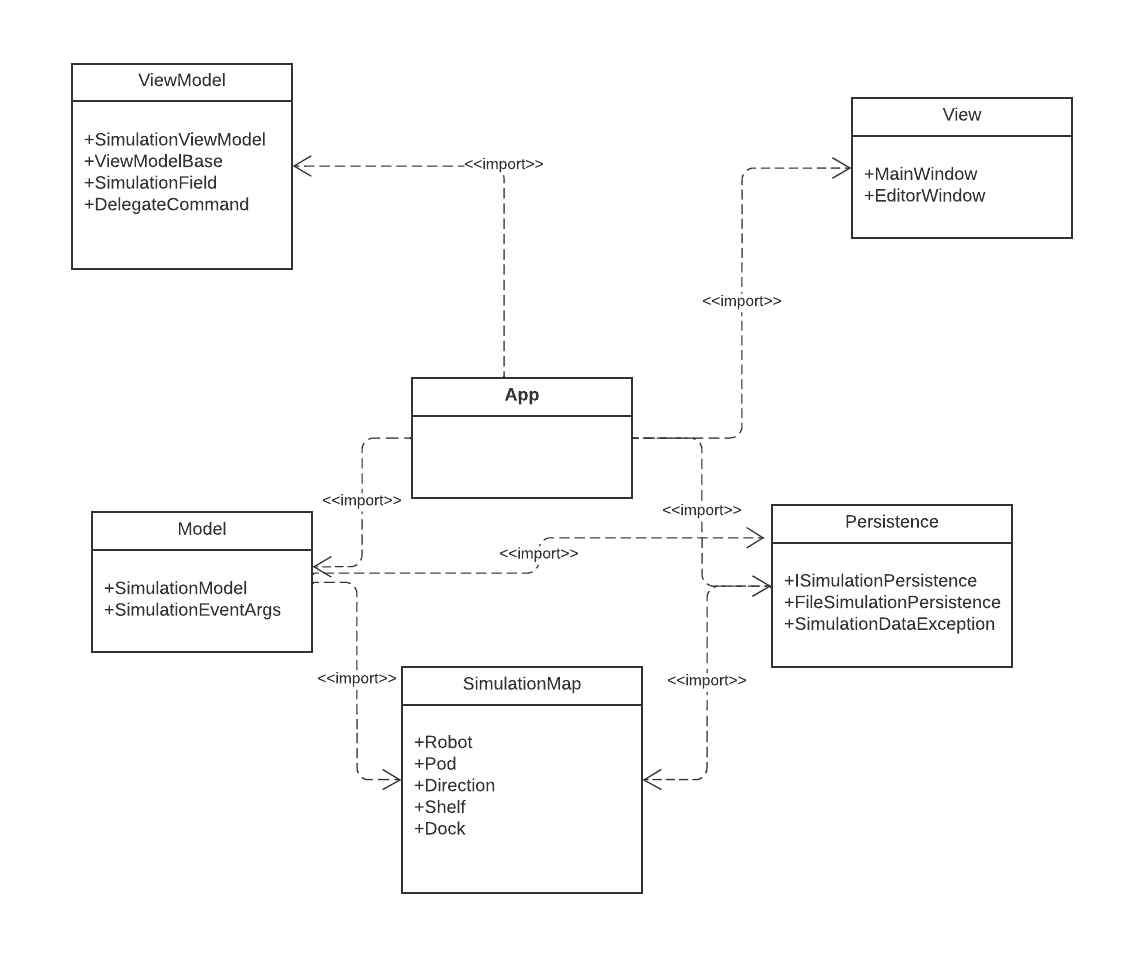 ViewModel
+SimulationViewModel
+ViewModelBase
+SimulationField
+DelegateCommand
<<import>>
View
+MainWindow
+EditorWindow
<<import>>
App
<<import>>
<<import>>
Model
+SimulationModel
+SimulationEventArgs
<<import>>
Persistence
+ISimulationPersistence
+FileSimulationPersistence
+SimulationDataException
<<import>>
<<import>>
SimulationMap
+Robot
+Pod
+Direction
+Shelf
+Dock